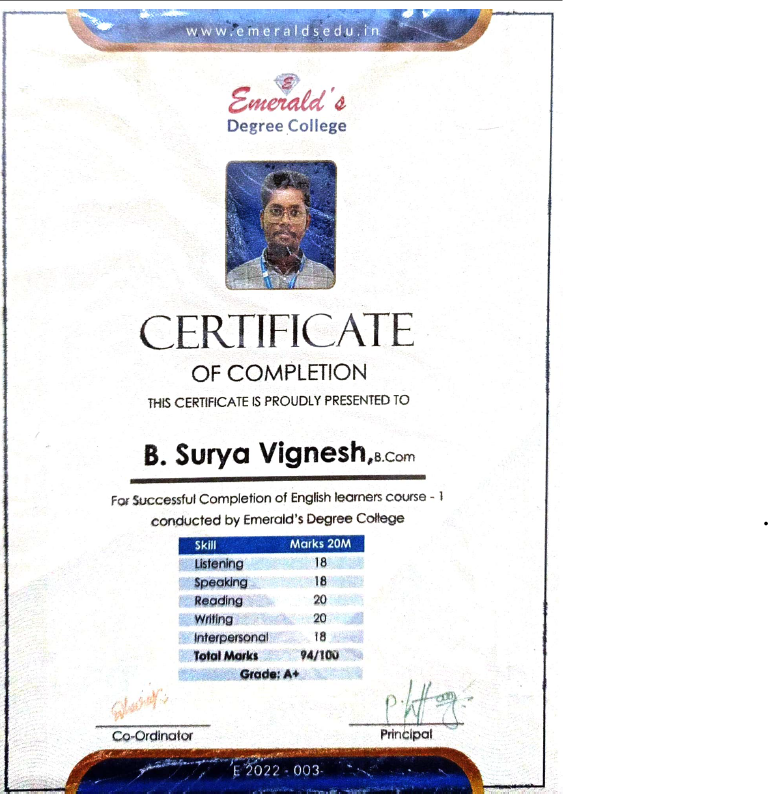 www.emeraldsedu.in
E
Emerald's
Degree College
CERTIFICATE
OF COMPLETION
THIS CERTIFICATE IS PROUDLY PRESENTED TO
B. Surya Vignesh,B.Com
For Successful Completion of English learners course - 1
conducted by Emerald's Degree College
Skill Marks 20M
Listening 18
Speaking 18
Reading 20
Writing 20
Interpersonal 18
Total Marks 94/100
Grade: A+
Co-Ordinator Principal
E 2022 - 003-